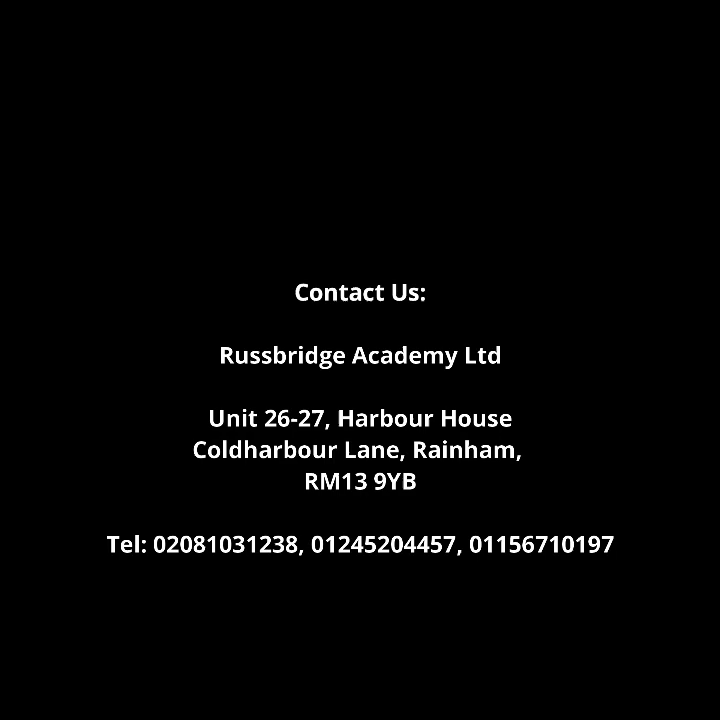 Contact Us:
Russbridge Academy Ltd
Unit 26-27, Harbour House
Coldharbour Lane, Rainham,
RM13 9YB
Tel: 02081031238, 01245204457, 01156710197